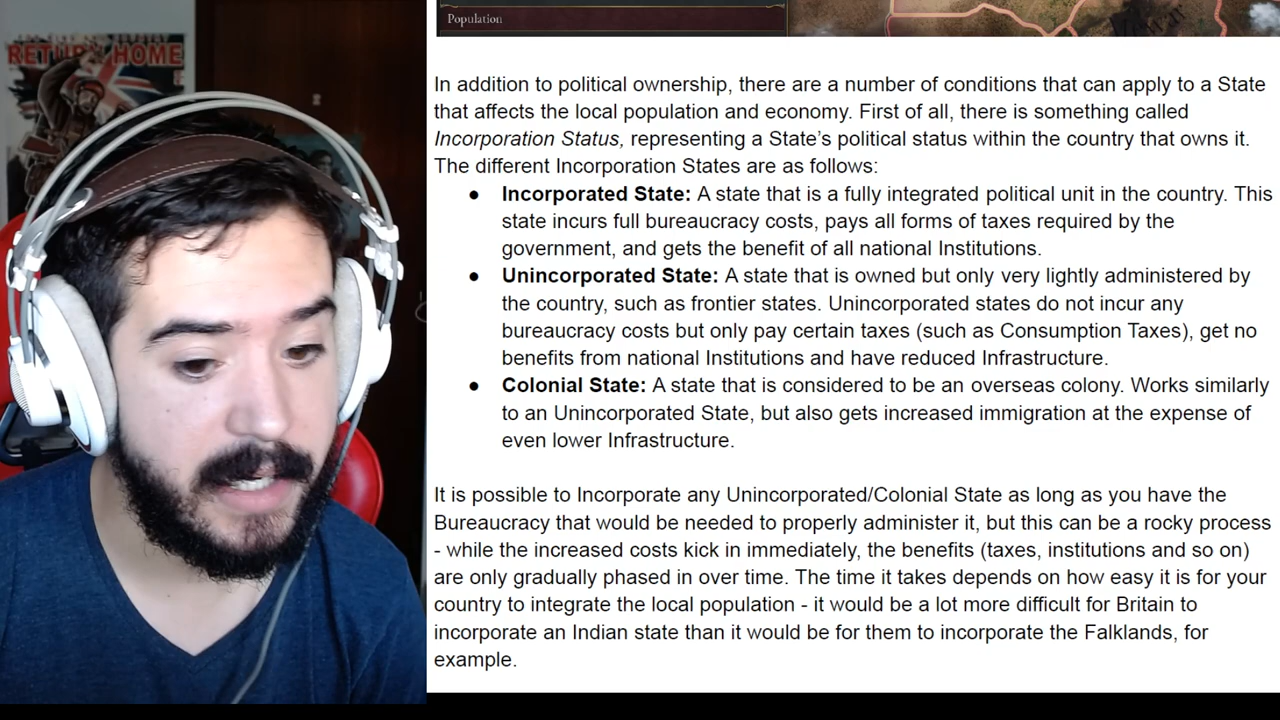 RETURN HOME
Population
In addition to political ownership, there are a number of conditions that can apply to a State
that affects the local population and economy. First of all, there is something called
Incorporation Status, representing a State's political status within the country that owns it.
The different Incorporation States are as follows:
● Incorporated State: A state that is a fully integrated political unit in the country. This
state incurs full bureaucracy costs, pays all forms of taxes required by the
government, and gets the benefit of all national Institutions.
● Unincorporated State: A state that is owned but only very lightly administered by
the country, such as frontier states. Unincorporated states do not incur any
bureaucracy costs but only pay certain taxes (such as Consumption Taxes), get no
benefits from national Institutions and have reduced Infrastructure.
● Colonial State: A state that is considered to be an overseas colony. Works similarly
to an Unincorporated State, but also gets increased immigration at the expense of
even lower Infrastructure.
It is possible to Incorporate any Unincorporated/Colonial State as long as you have the
Bureaucracy that would be needed to properly administer it, but this can be a rocky process
- while the increased costs kick in immediately, the benefits (taxes, institutions and so on)
are only gradually phased in over time. The time it takes depends on how easy it is for your
country to integrate the local population - it would be a lot more difficult for Britain to
incorporate an Indian state than it would be for them to incorporate the Falklands, for
example.